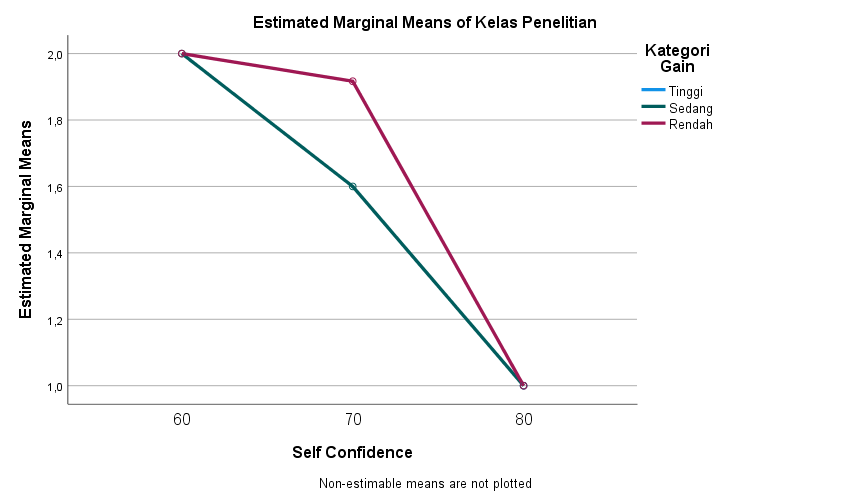 Estimated Marginal Means of Kelas Penelitian
Estimated Marginal Means
2,0
1,8
1,6
1,4
1,2
1,0
60
70
80
Self Confidence
Kategori
Gain
Tinggi
Sedang
Rendah
Non-estimable means are not plotted